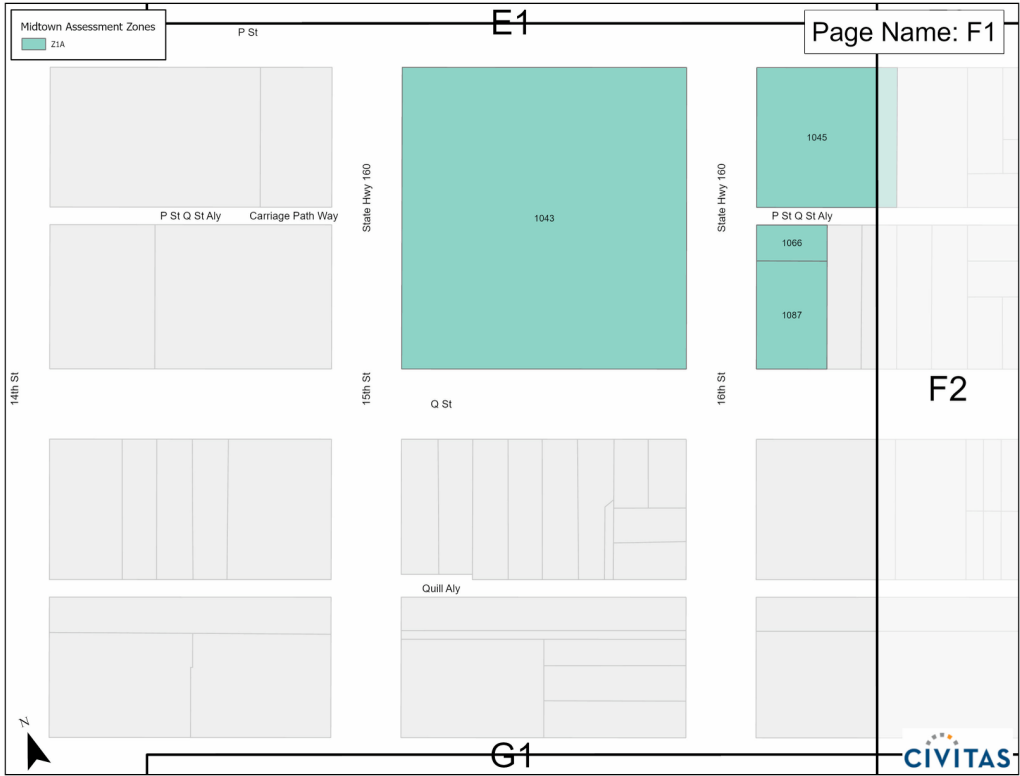 Midtown Assessment Zones
Z1A
P St
E1
Page Name: F1
1045
State Hwy 160
State Hwy 160
1043
P St Q St Aly
Carriage Path Way
P St Q St Aly
1066
1087
14th St
15th St
16th St
F2
Q St
Quill Aly
N
G1
CIVITAS